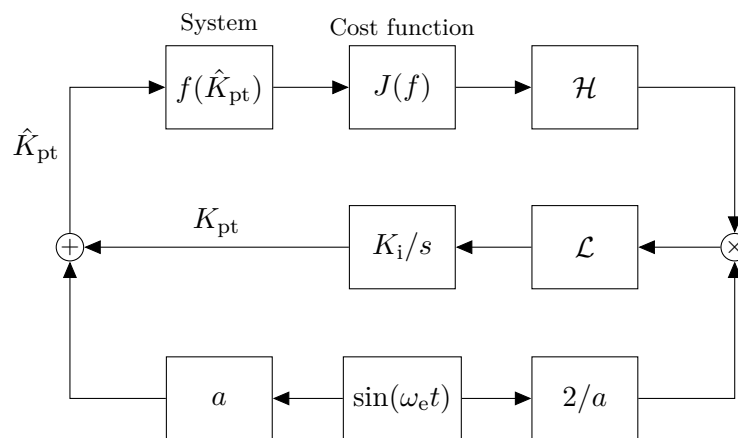 System
Cost function
f(K̂pt)
J(f)
ℋ
K̂pt
Kpt
+
Ki/s
ℒ
×
a
sin(ωet)
2/a